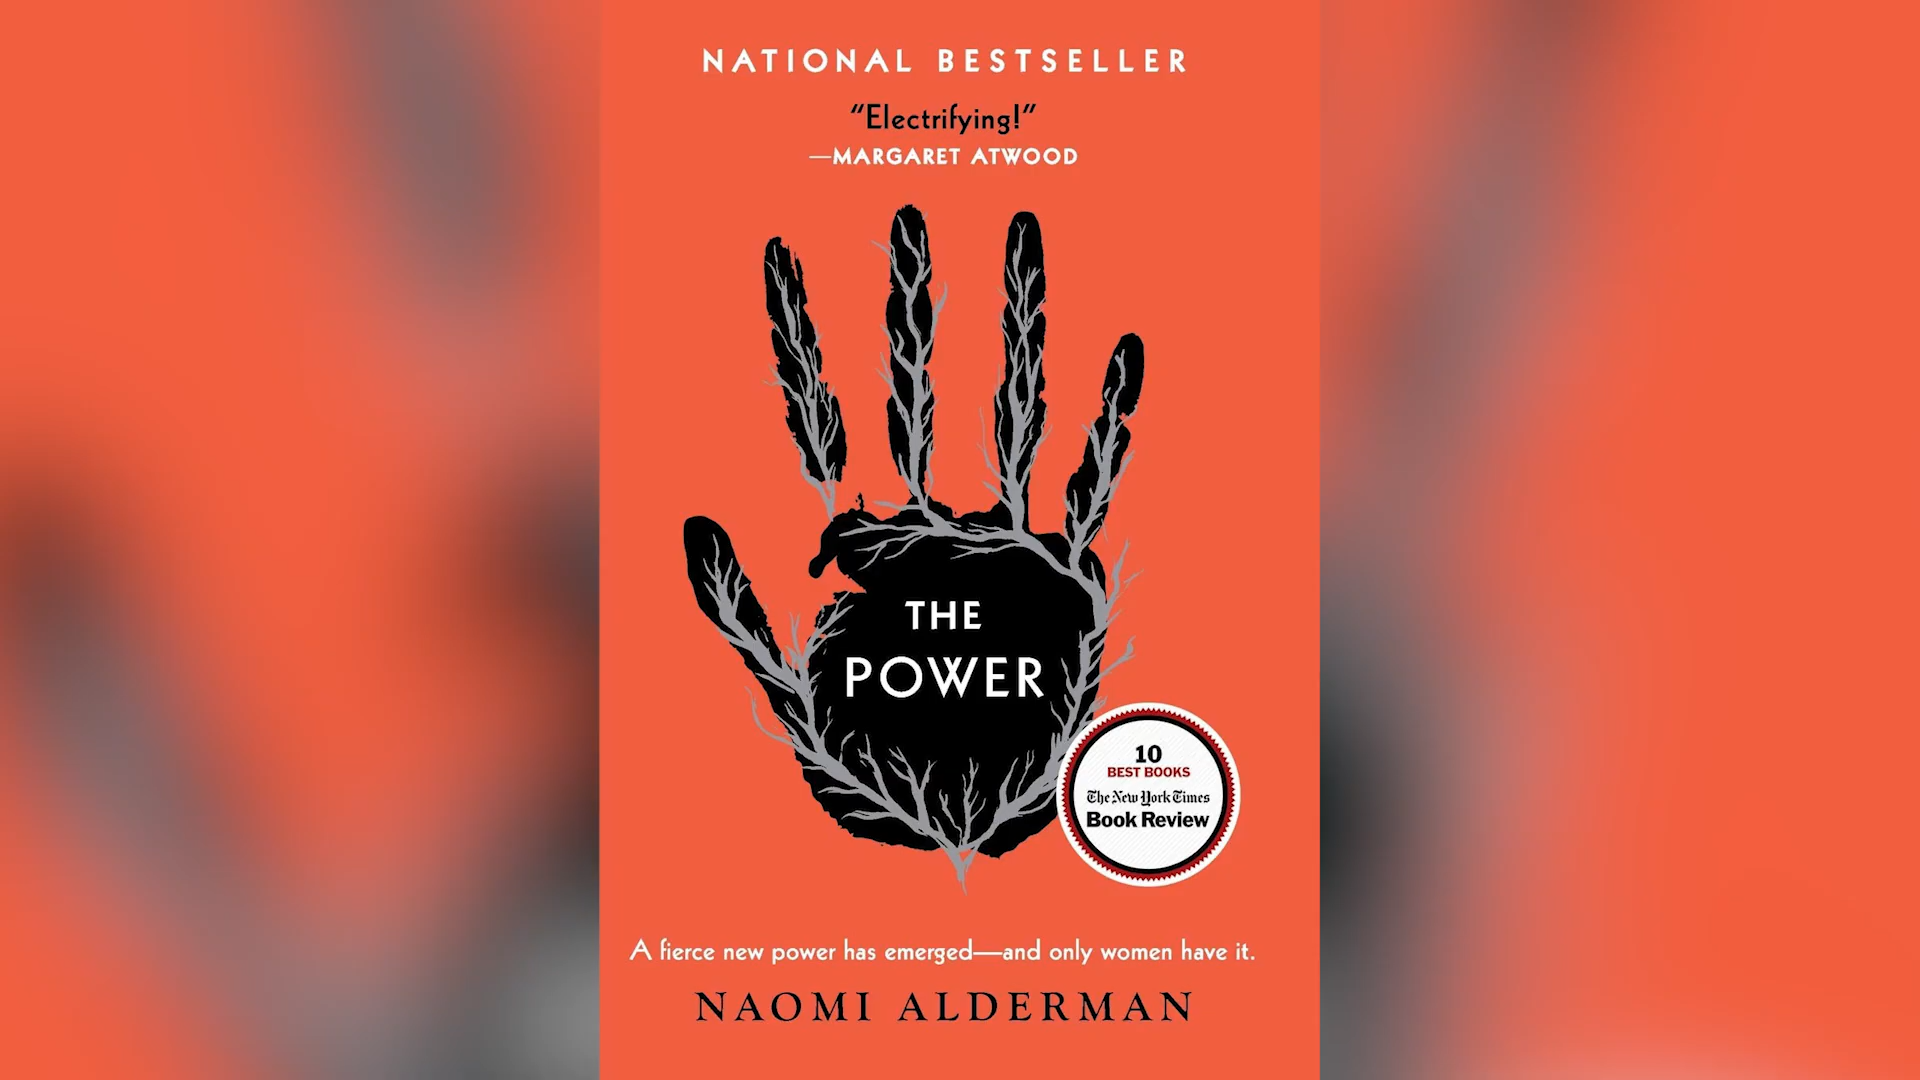 NATIONAL BESTSELLER
“Electrifying!”
—MARGARET ATWOOD
THE
POWER
10
BEST BOOKS
The New York Times
Book Review
A fierce new power has emerged—and only women have it.
NAOMI ALDERMAN